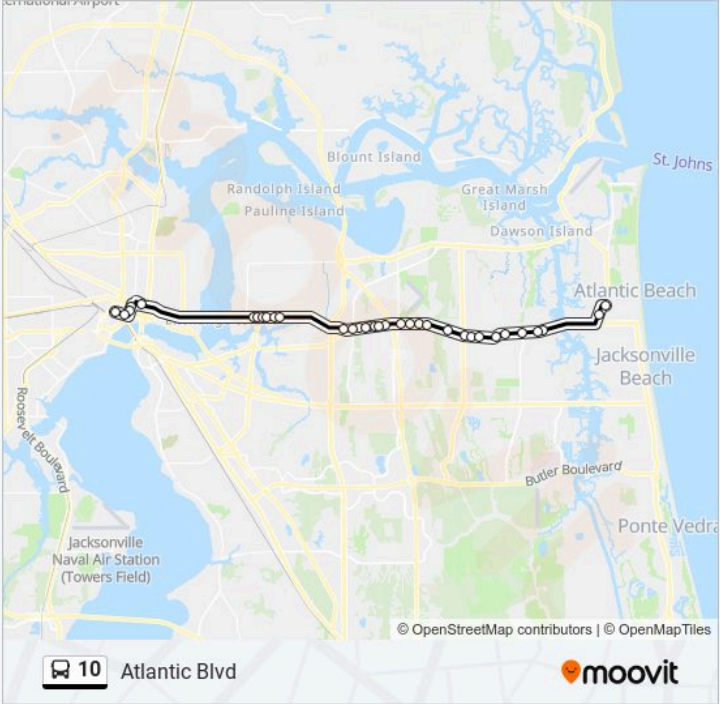 Airport
Blount Island
St. Johns
Randolph Island
Great Marsh
Island
Pauline Island
Dawson Island
Atlantic Beach
Jacksonville
Beach
Roosevelt Boulevard
Butler Boulevard
Ponte Vedra
Jacksonville
Naval Air Station
(Towers Field)
© OpenStreetMap contributors | © OpenMapTiles
10 Atlantic Blvd
moovit